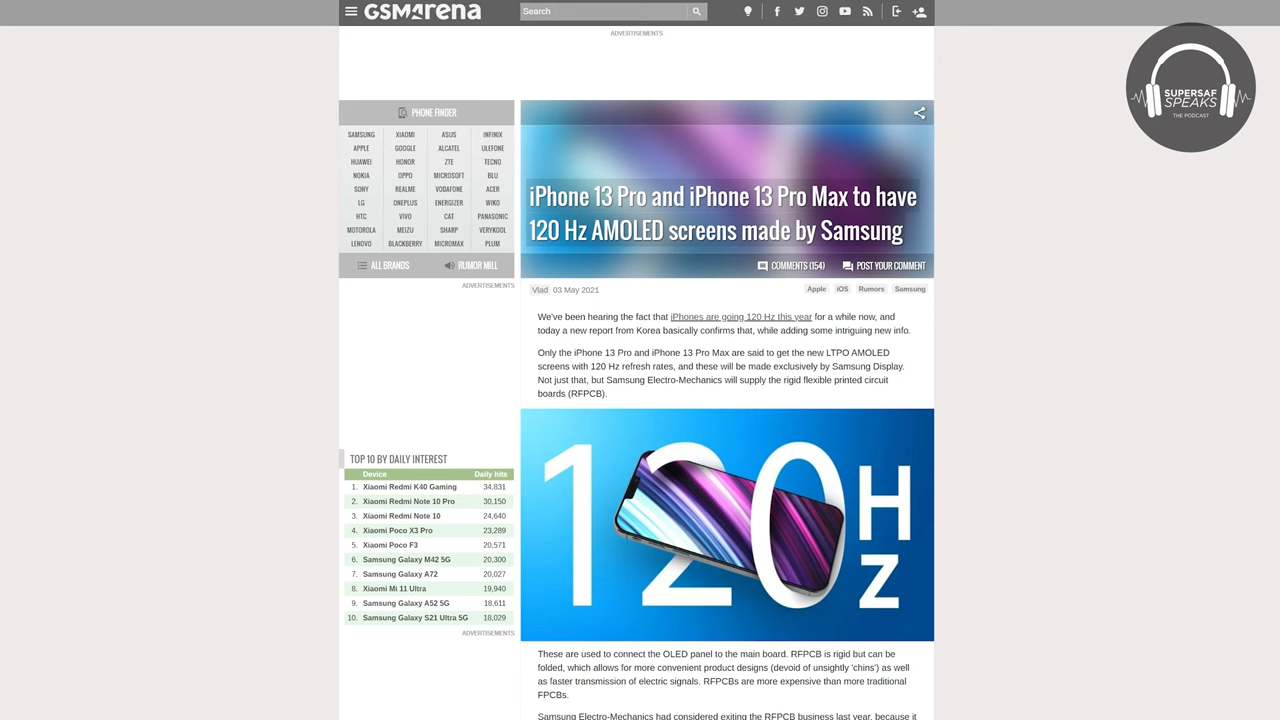 GSMArena
Search
ADVERTISEMENTS
SUPERSAF
SPEAKS
THE PODCAST
PHONE FINDER
SAMSUNG XIAOMI ASUS INFINIX
APPLE GOOGLE ALCATEL ULEFONE
HUAWEI HONOR ZTE TECNO
NOKIA OPPO MICROSOFT BLU
SONY REALME VODAFONE ACER
LG ONEPLUS ENERGIZER WIKO
HTC VIVO CAT PANASONIC
MOTOROLA MEIZU SHARP VERYKOOL
LENOVO BLACKBERRY MICROMAX PLUM
ALL BRANDS RUMOR MILL
ADVERTISEMENTS
iPhone 13 Pro and iPhone 13 Pro Max to have
120 Hz AMOLED screens made by Samsung
COMMENTS (154) POST YOUR COMMENT
Vlad 03 May 2021 Apple iOS Rumors Samsung
We've been hearing the fact that iPhones are going 120 Hz this year for a while now, and
today a new report from Korea basically confirms that, while adding some intriguing new info.
Only the iPhone 13 Pro and iPhone 13 Pro Max are said to get the new LTPO AMOLED
screens with 120 Hz refresh rates, and these will be made exclusively by Samsung Display.
Not just that, but Samsung Electro-Mechanics will supply the rigid flexible printed circuit
boards (RFPCB).
120Hz
TOP 10 BY DAILY INTEREST
Device Daily hits
1. Xiaomi Redmi K40 Gaming 34,831
2. Xiaomi Redmi Note 10 Pro 30,150
3. Xiaomi Redmi Note 10 24,640
4. Xiaomi Poco X3 Pro 23,289
5. Xiaomi Poco F3 20,571
6. Samsung Galaxy M42 5G 20,300
7. Samsung Galaxy A72 20,027
8. Xiaomi Mi 11 Ultra 19,940
9. Samsung Galaxy A52 5G 18,611
10. Samsung Galaxy S21 Ultra 5G 18,029
ADVERTISEMENTS
These are used to connect the OLED panel to the main board. RFPCB is rigid but can be
folded, which allows for more convenient product designs (devoid of unsightly 'chins') as well
as faster transmission of electric signals. RFPCBs are more expensive than more traditional
FPCBs.
Samsung Electro-Mechanics had considered exiting the RFPCB business last year, because it